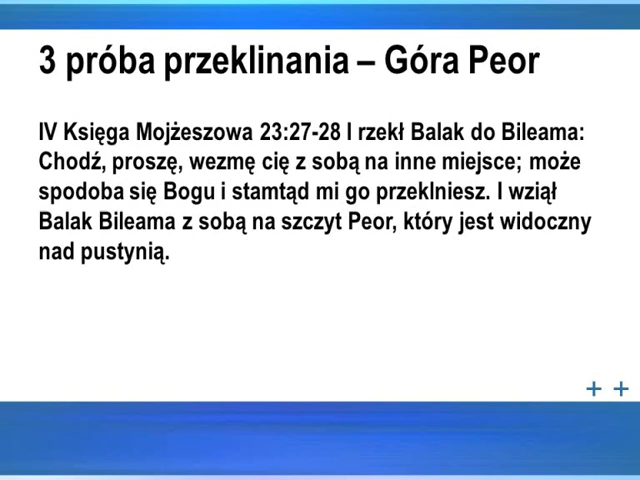 3 próba przeklinania – Góra Peor
IV Księga Mojżeszowa 23:27-28 I rzekł Balak do Bileama:
Chodź, proszę, wezmę cię z sobą na inne miejsce; może
spodoba się Bogu i stamtąd mi go przeklniesz. I wziął
Balak Bileama z sobą na szczyt Peor, który jest widoczny
nad pustynią.